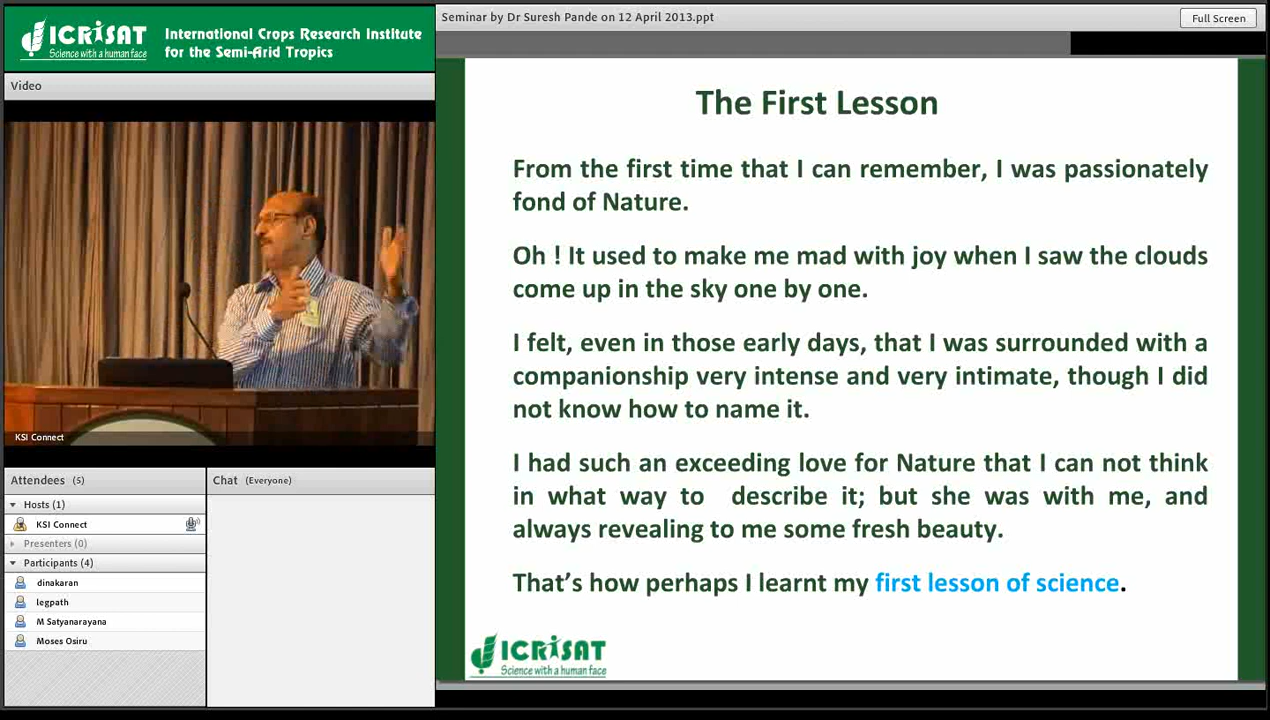 ICRISAT
Science with a human face
International Crops Research Institute
for the Semi-Arid Tropics
Video
KSI Connect
Attendees (5)
Hosts (1)
KSI Connect
Presenters (0)
Participants (4)
dinakaran
legpath
M Satyanarayana
Moses Osiru
Chat (Everyone)
Seminar by Dr Suresh Pande on 12 April 2013.ppt
Full Screen
The First Lesson
From the first time that I can remember, I was passionately
fond of Nature.
Oh ! It used to make me mad with joy when I saw the clouds
come up in the sky one by one.
I felt, even in those early days, that I was surrounded with a
companionship very intense and very intimate, though I did
not know how to name it.
I had such an exceeding love for Nature that I can not think
in what way to describe it; but she was with me, and
always revealing to me some fresh beauty.
That's how perhaps I learnt my first lesson of science.
ICRISAT
Science with a human face